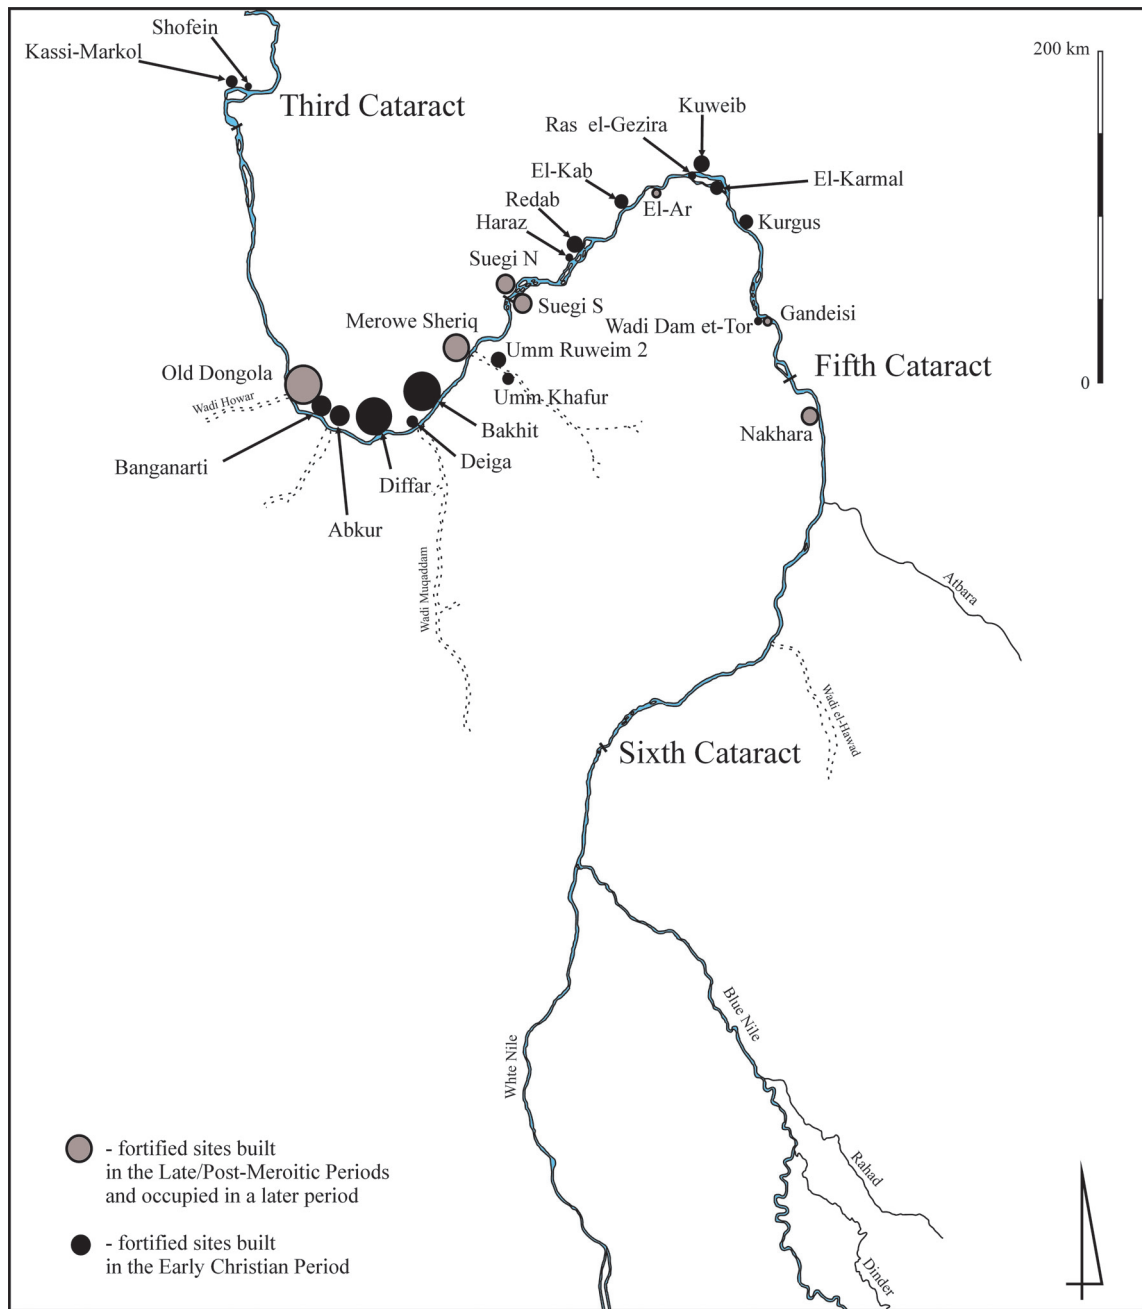 Shofein
Kassi-Markol
Third Cataract
200 km
Kuweib
Ras el-Gezira
El-Kab
El-Karmal
Redab
El-Ar
Haraz
Kurgus
Suegi N
Suegi S
Gandeisi
Wadi Dam et-Tor
Merowe Sheriq
Umm Ruweim 2
Fifth Cataract
Old Dongola
0
Umm Khafur
Wadi Howar
Bakhit
Nakhara
Banganarti
Deiga
Diffar
Abkur
Wadi Muqaddam
Atbara
Wadi el-Hawad
Sixth Cataract
Blue Nile
Whte Nile
Rahad
Dinder
- fortified sites built
in the Late/Post-Meroitic Periods
and occupied in a later period
- fortified sites built
in the Early Christian Period